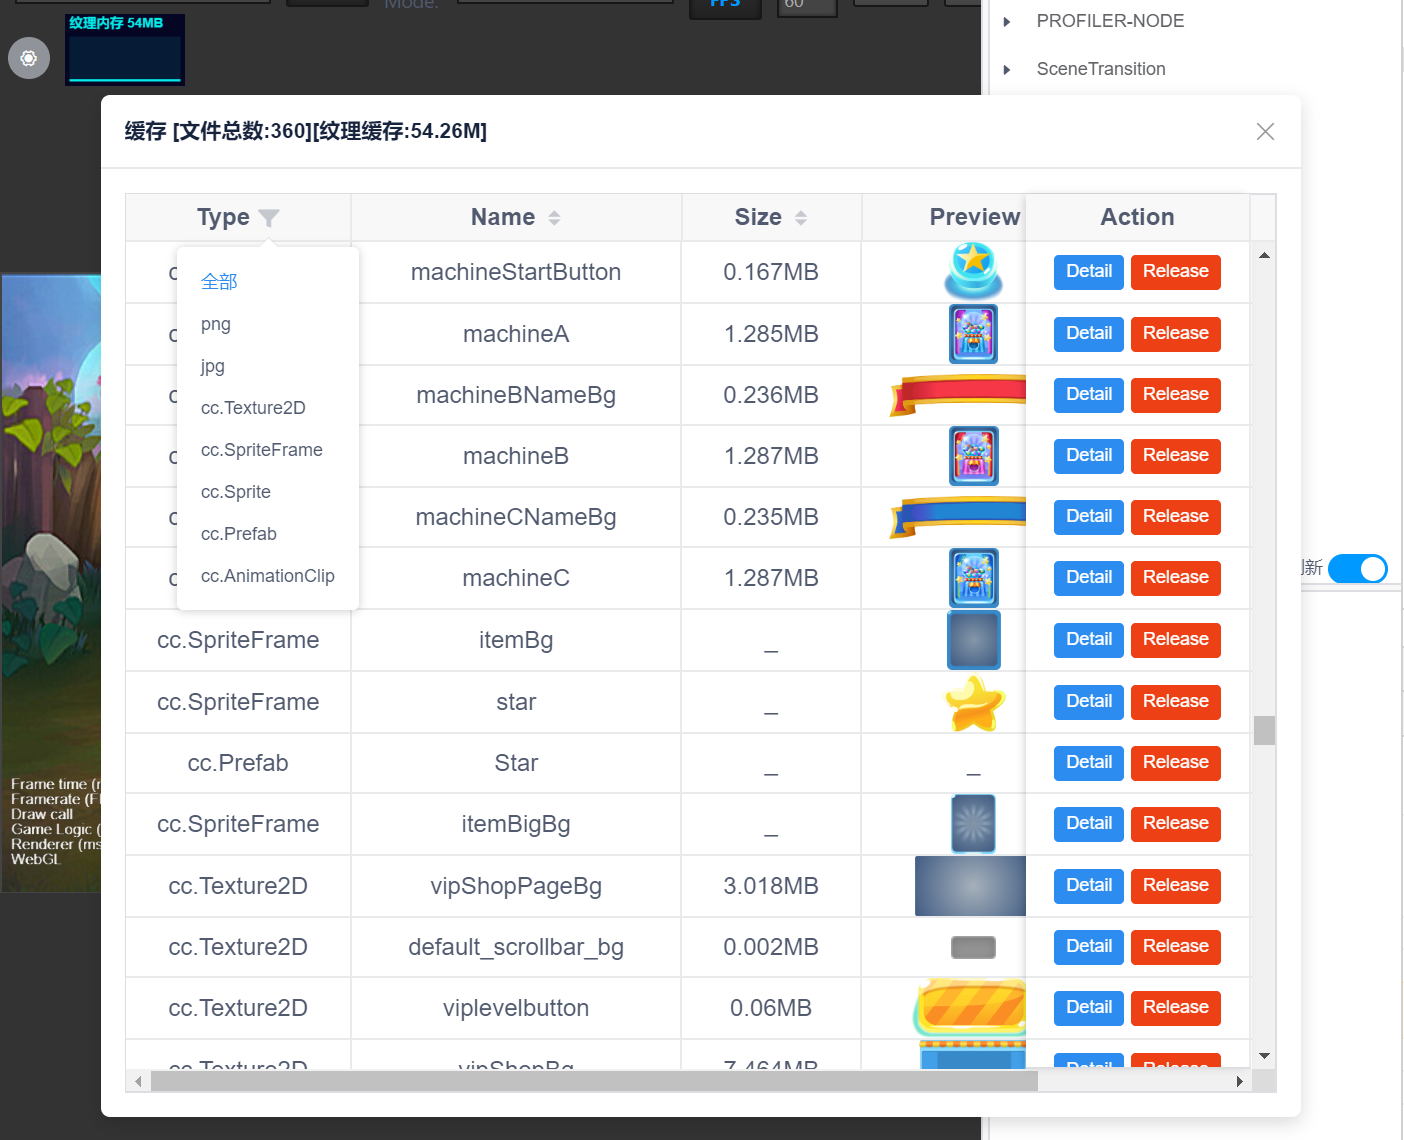 Mode:
FPS
60
纹理内存 54MB
PROFILER-NODE
SceneTransition
缓存 [文件总数:360][纹理缓存:54.26M]
Type
Name
Size
Preview
Action
全部
png
jpg
cc.Texture2D
cc.SpriteFrame
cc.Sprite
cc.Prefab
cc.AnimationClip
machineStartButton 0.167MB Detail Release
machineA 1.285MB Detail Release
machineBNameBg 0.236MB Detail Release
machineB 1.287MB Detail Release
machineCNameBg 0.235MB Detail Release
machineC 1.287MB Detail Release
cc.SpriteFrame itemBg _ Detail Release
cc.SpriteFrame star _ Detail Release
cc.Prefab Star _ _ Detail Release
cc.SpriteFrame itemBigBg _ Detail Release
cc.Texture2D vipShopPageBg 3.018MB Detail Release
cc.Texture2D default_scrollbar_bg 0.002MB Detail Release
cc.Texture2D viplevelbutton 0.06MB Detail Release
cc.Texture2D vipShopBg 7.464MB Detail Release
新
Frame time (
Framerate (F
Draw call
Game Logic (
Renderer (ms
WebGL